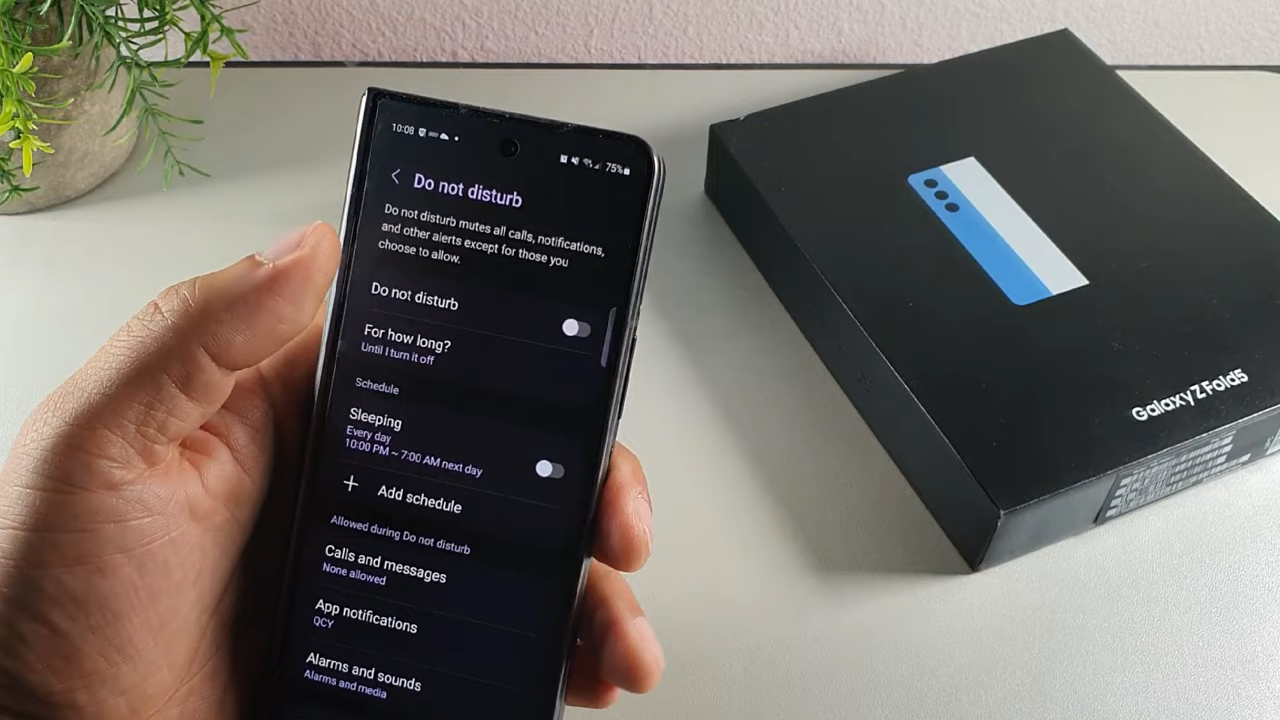 10:08
75%
Do not disturb
Do not disturb mutes all calls, notifications,
and other alerts except for those you
choose to allow.
Do not disturb
For how long?
Until I turn it off
Schedule
Sleeping
Every day
10:00 PM ~ 7:00 AM next day
Add schedule
Allowed during Do not disturb
Calls and messages
None allowed
App notifications
QCY
Alarms and sounds
Alarms and media
Galaxy Z Fold5